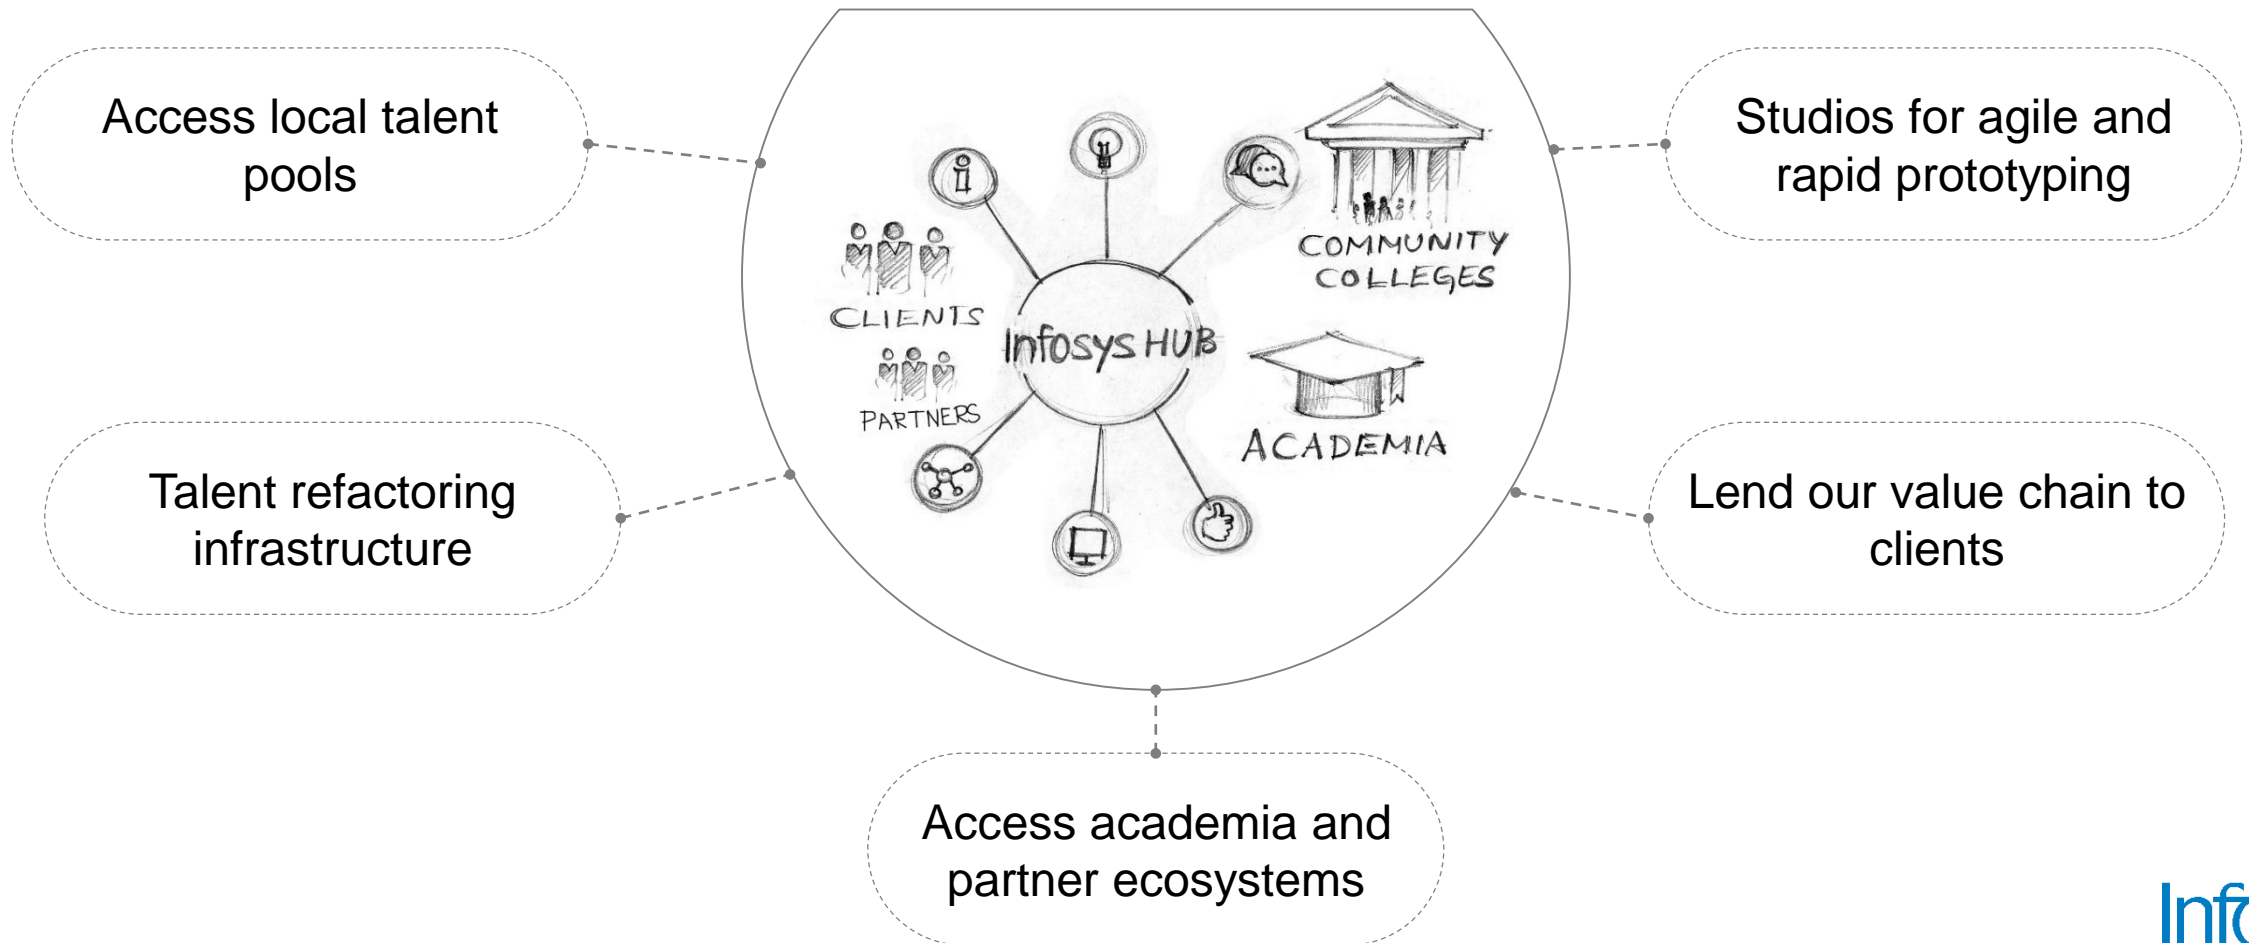 Access local talent
pools
Studios for agile and
rapid prototyping
COMMUNITY
COLLEGES
CLIENTS
Infosys HUB
PARTNERS
ACADEMIA
Talent refactoring
infrastructure
Lend our value chain to
clients
Access academia and
partner ecosystems